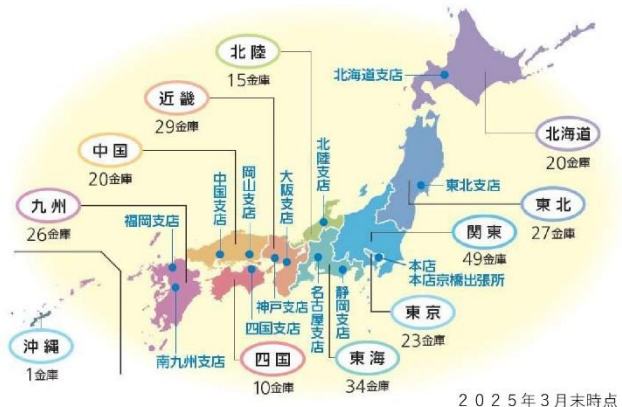 北陸
15金庫
近畿
29金庫
中国
20金庫
九州
26金庫
沖縄
1金庫
北海道支店
北海道
20金庫
東北支店
東北
27金庫
関東
49金庫
本店
本店京橋出張所
東京
23金庫
北陸支店
大阪支店
岡山支店
中国支店
福岡支店
神戸支店
四国支店
名古屋支店
静岡支店
南九州支店
四国
10金庫
東海
34金庫
2025年3月末時点